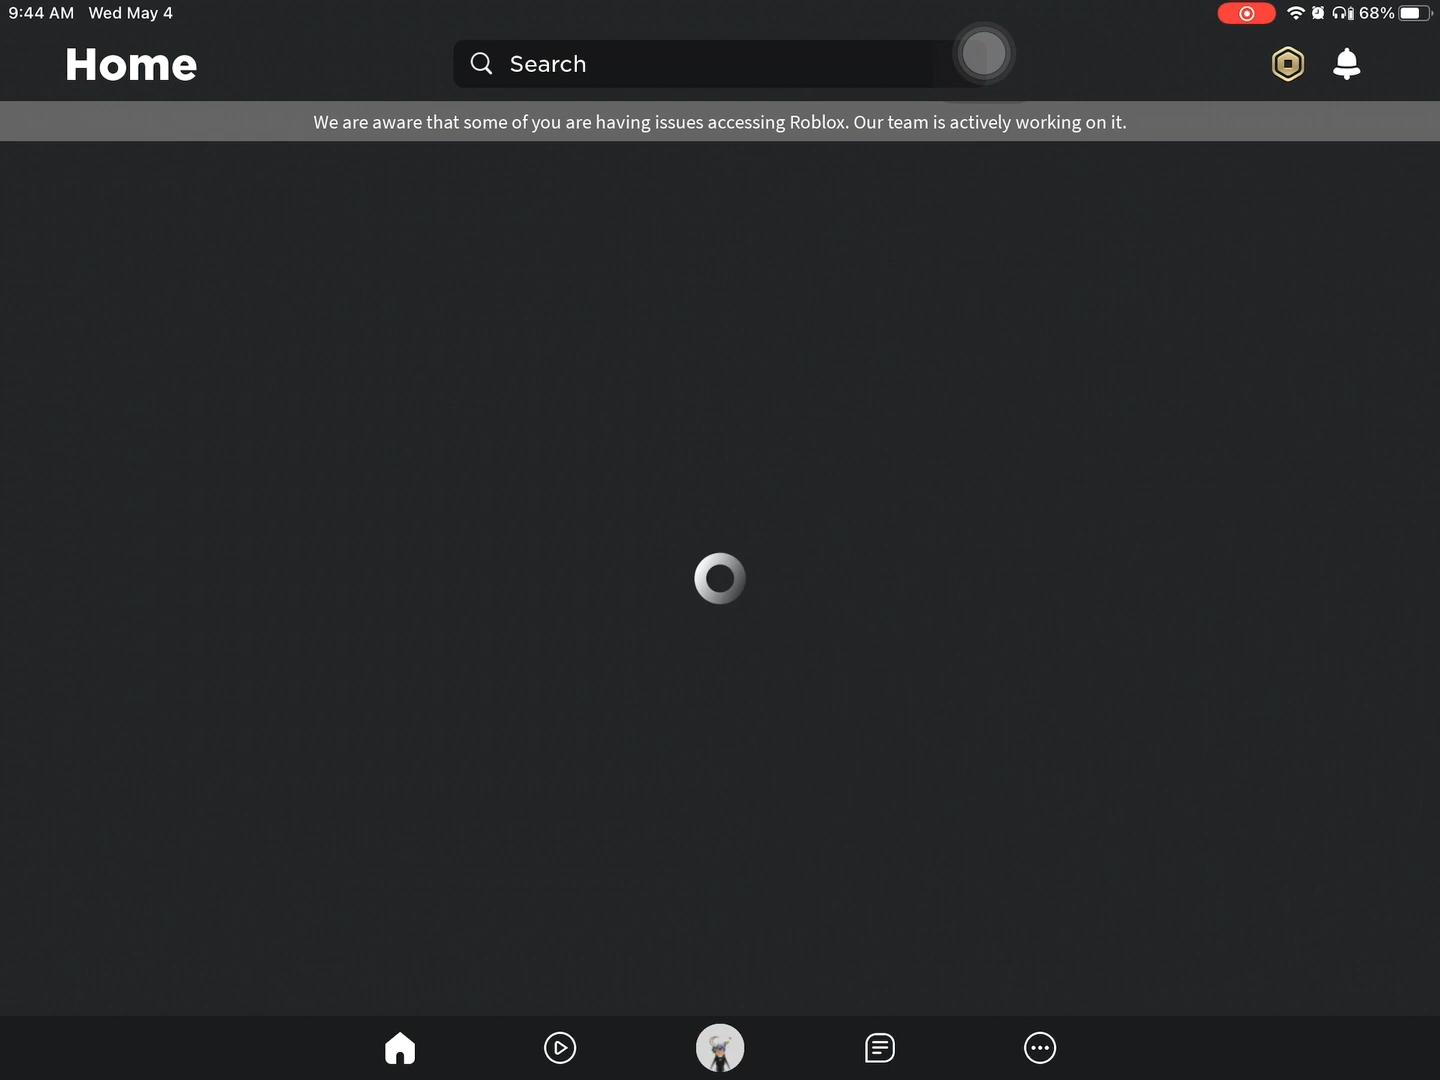 9:44 AM Wed May 4 68%
Home Search
We are aware that some of you are having issues accessing Roblox. Our team is actively working on it.